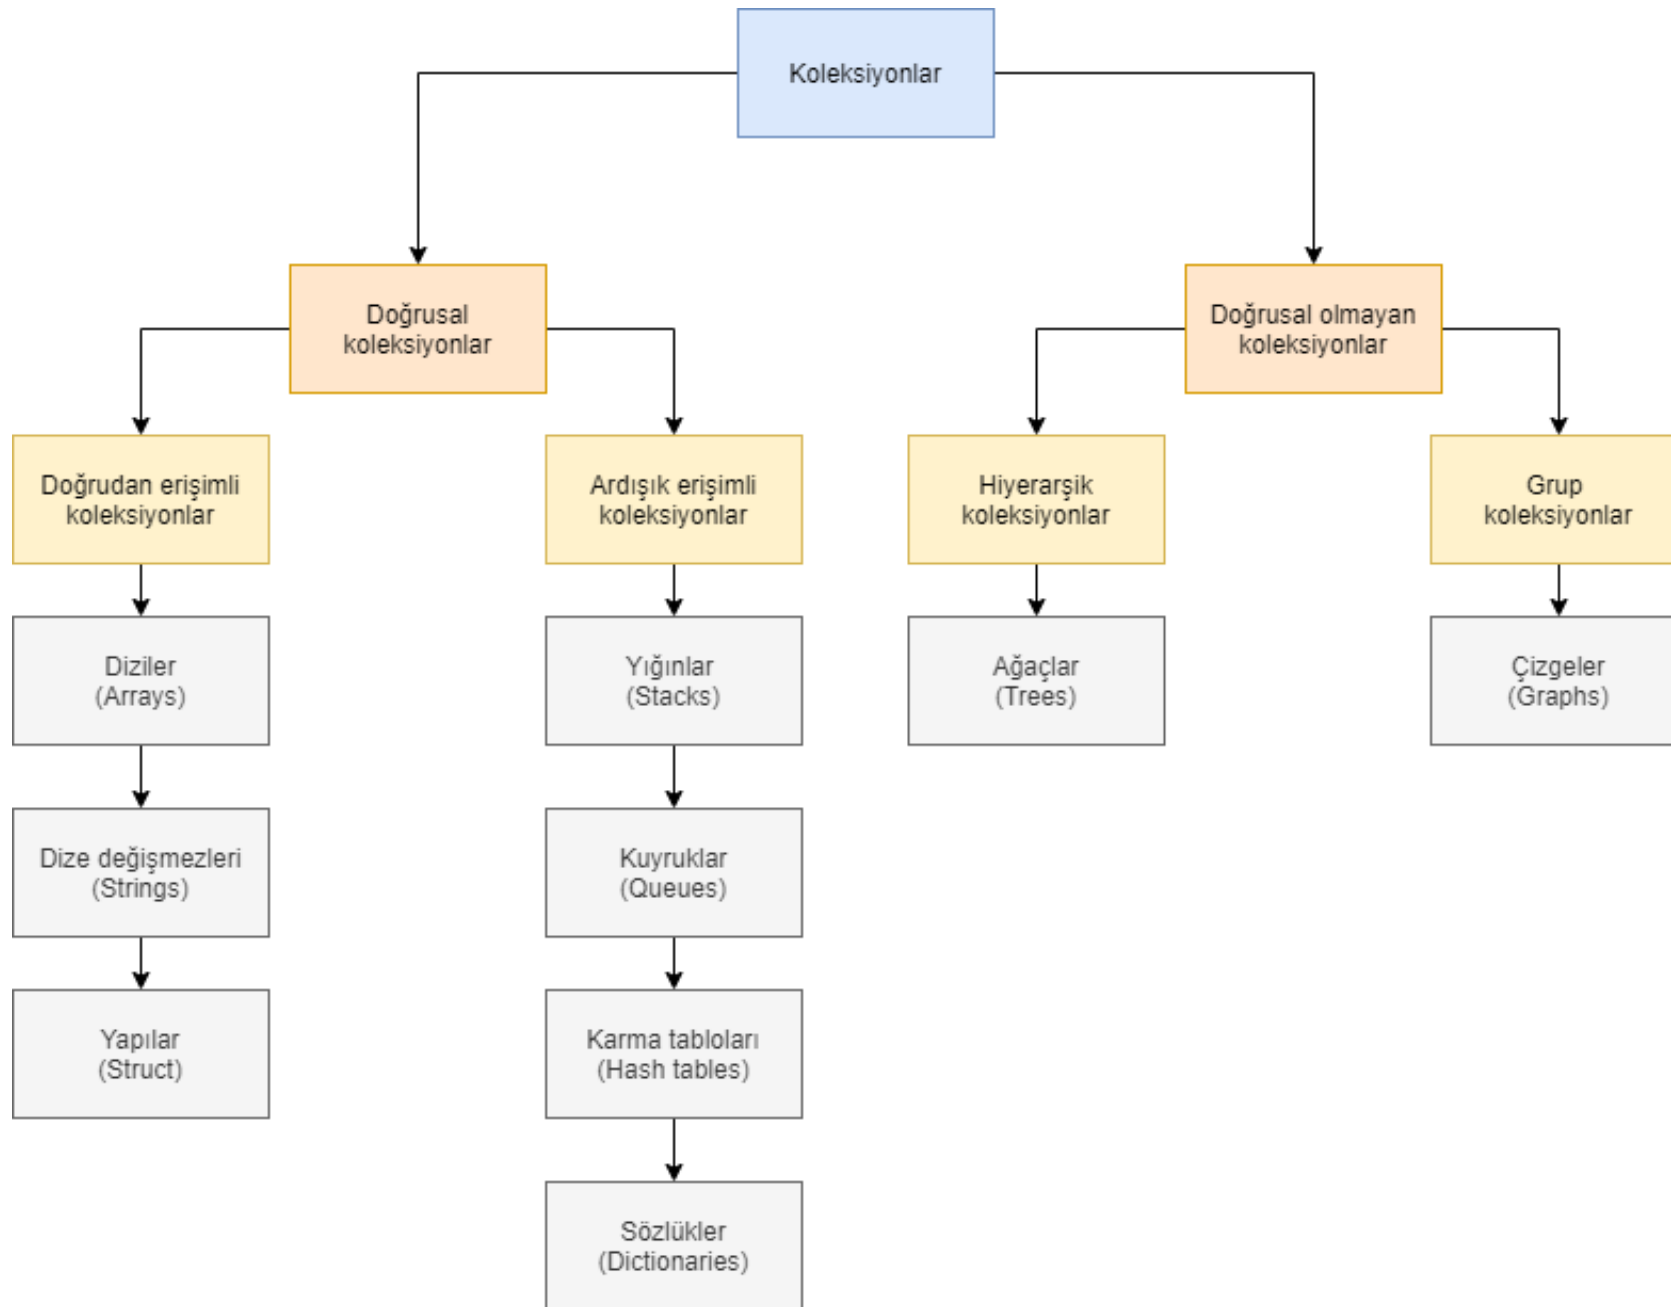 Koleksiyonlar
Doğrusal
koleksiyonlar
Doğrusal olmayan
koleksiyonlar
Doğrudan erişimli
koleksiyonlar
Ardışık erişimli
koleksiyonlar
Hiyerarşik
koleksiyonlar
Grup
koleksiyonlar
Diziler
(Arrays)
Yığınlar
(Stacks)
Ağaçlar
(Trees)
Çizgeler
(Graphs)
Dize değişmezleri
(Strings)
Kuyruklar
(Queues)
Yapılar
(Struct)
Karma tabloları
(Hash tables)
Sözlükler
(Dictionaries)